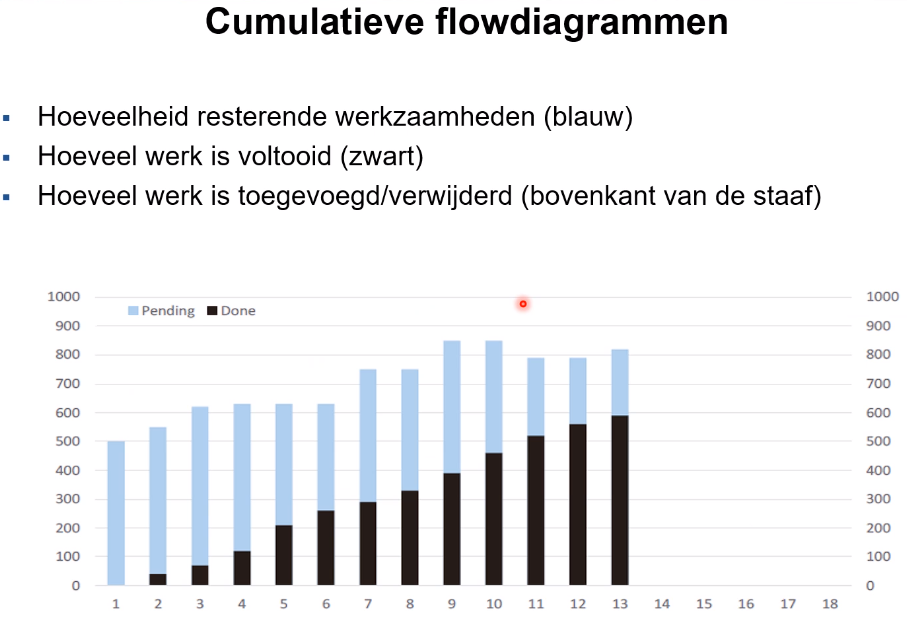 Cumulatieve flowdiagrammen
Hoeveelheid resterende werkzaamheden (blauw)
Hoeveel werk is voltooid (zwart)
Hoeveel werk is toegevoegd/verwijderd (bovenkant van de staaf)
Pending Done
1000 1000
900 900
800 800
700 700
600 600
500 500
400 400
300 300
200 200
100 100
0 0
1 2 3 4 5 6 7 8 9 10 11 12 13 14 15 16 17 18